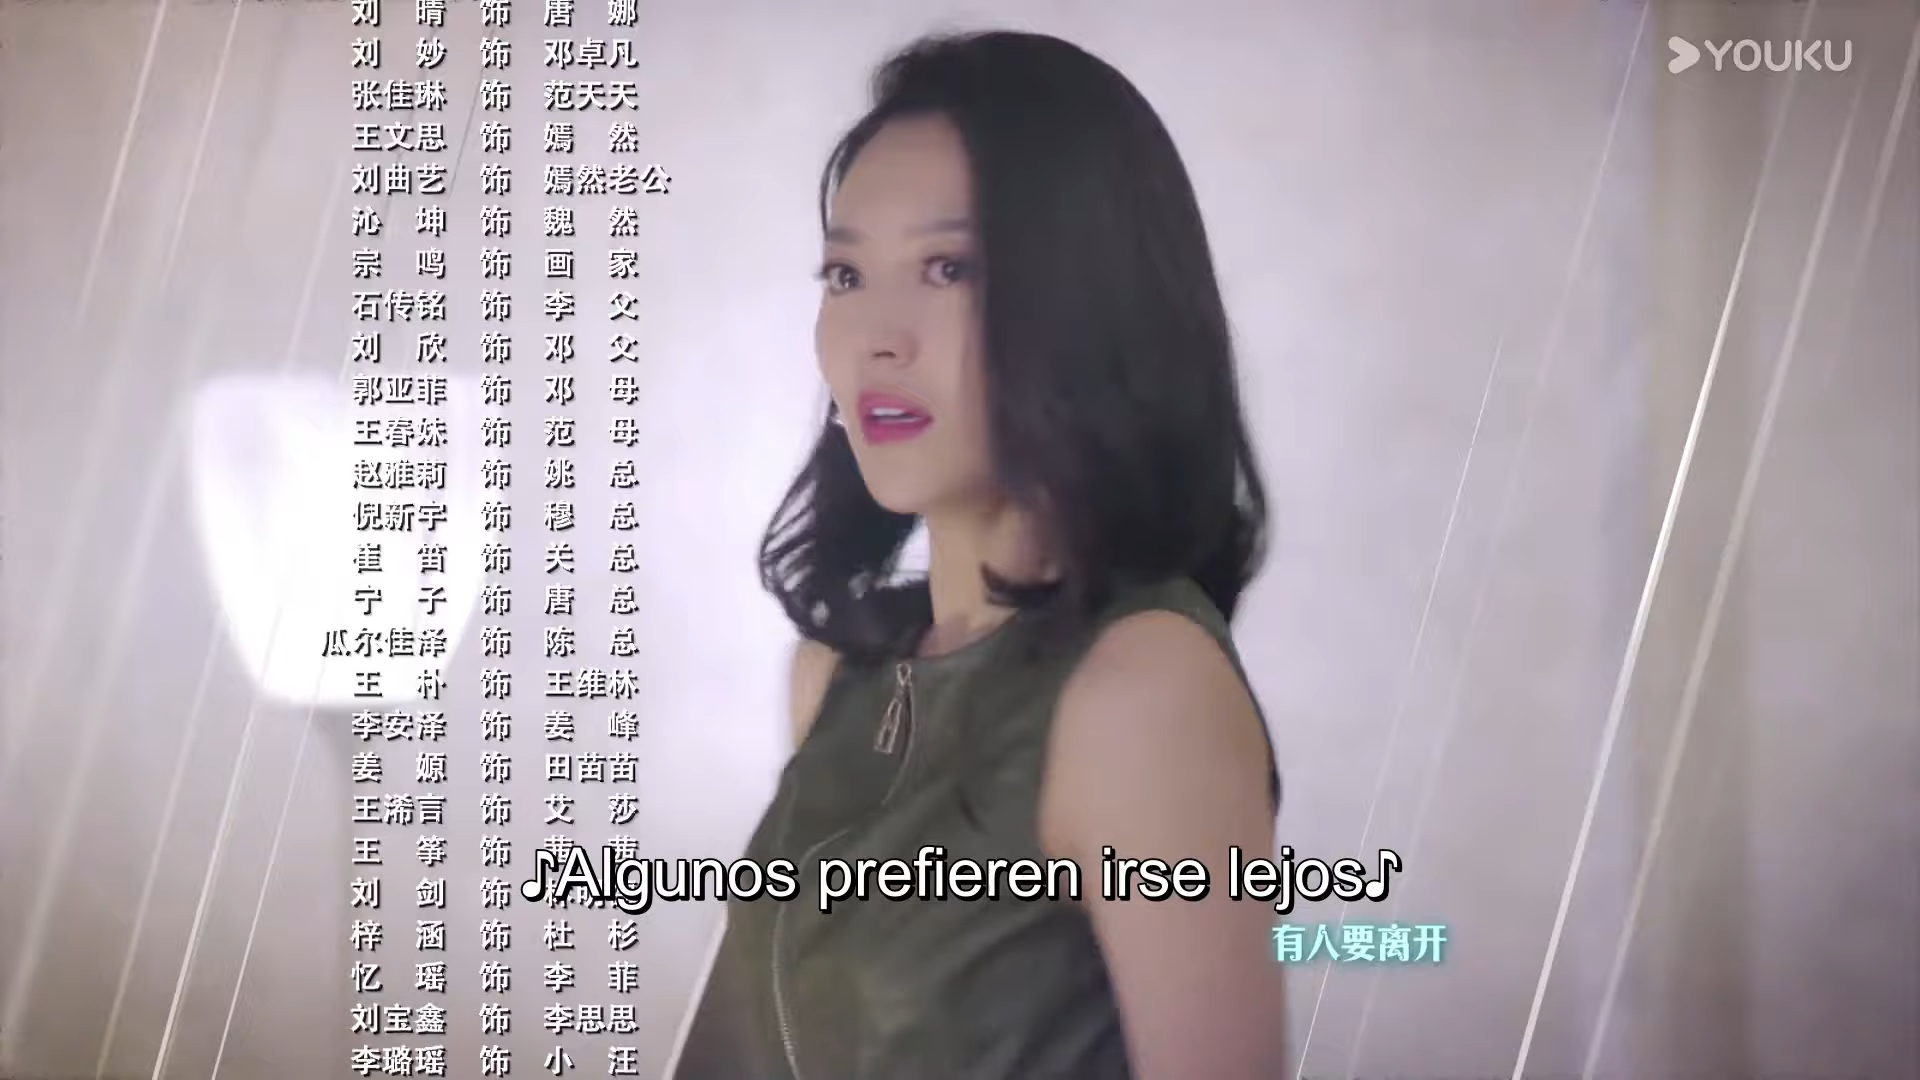 刘晴 饰 唐娜
YOUKU
刘妙 饰 邓卓凡
张佳琳 饰 范天天
王文思 饰 嫣然
刘曲艺 饰 嫣然老公
沁坤 饰 魏然
宗鸣 饰 画家
石传铭 饰 李父
刘欣 饰 邓父
郭亚菲 饰 邓母
王春妹 饰 范母
赵雅莉 饰 姚总
倪新宇 饰 穆总
崔笛 饰 关总
宁子 饰 唐总
瓜尔佳泽 饰 陈总
王朴 饰 王维林
李安泽 饰 姜峰
姜嫄 饰 田苗苗
王浠言 饰 艾莎
王筝 饰
♪Algunos prefieren irse lejos♪
刘剑 饰
梓涵 饰 杜杉
有人要离开
忆瑶 饰 李菲
刘宝鑫 饰 李思思
李璐瑶 饰 小汪